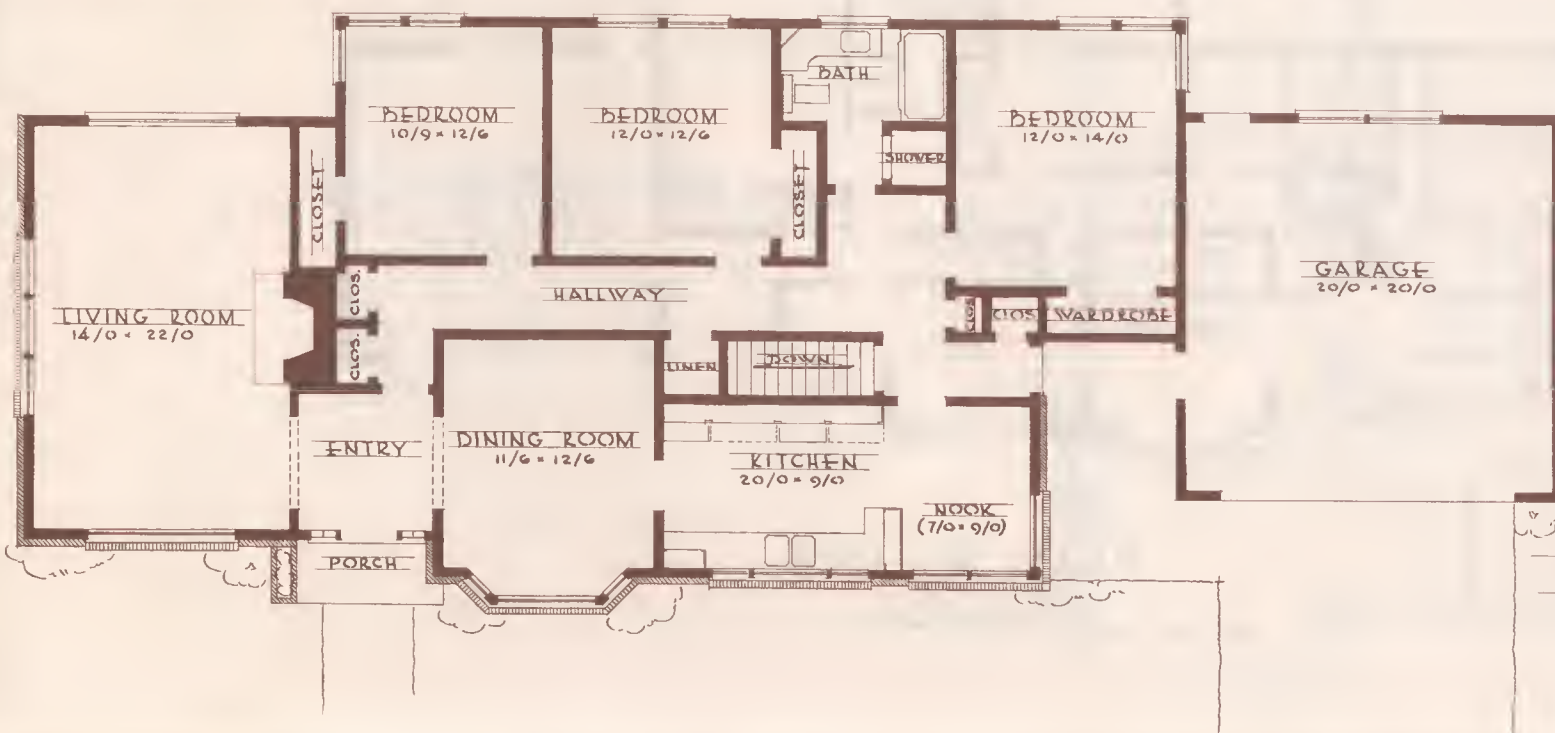 BEDROOM
10/9 × 12/6
BEDROOM
12/0 × 12/6
BATH
SHOWER
BEDROOM
12/0 × 14/0
CLOSET
CLOSET
LIVING ROOM
14/0 × 22/0
CLOS.
CLOS.
HALLWAY
CLOS
CLOS
WARDROBE
GARAGE
20/0 × 20/0
LINEN
DOWN
ENTRY
DINING ROOM
11/6 × 12/6
KITCHEN
20/0 × 9/0
NOOK
(7/0 × 9/0)
PORCH